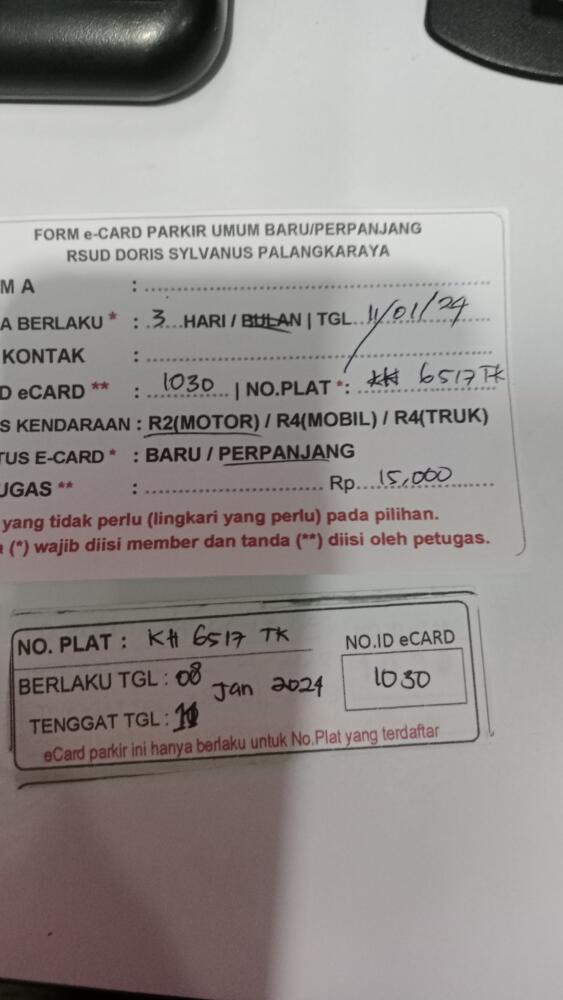 FORM e-CARD PARKIR UMUM BARU/PERPANJANG
RSUD DORIS SYLVANUS PALANGKARAYA
M A : ....................
A BERLAKU * : .3...HARI / BULAN | TGL..11/01/24......
KONTAK : ....................
D eCARD ** : ..1030.. | NO.PLAT *: KH 6517 TK
S KENDARAAN : R2(MOTOR) / R4(MOBIL) / R4(TRUK)
TUS E-CARD * : BARU / PERPANJANG
UGAS ** : .................... Rp....15,000......
yang tidak perlu (lingkari yang perlu) pada pilihan.
(*) wajib diisi member dan tanda (**) diisi oleh petugas.
NO. PLAT : KH 6517 TK
NO.ID eCARD
BERLAKU TGL : 08 Jan 2024
1030
TENGGAT TGL : 11
eCard parkir ini hanya berlaku untuk No.Plat yang terdaftar